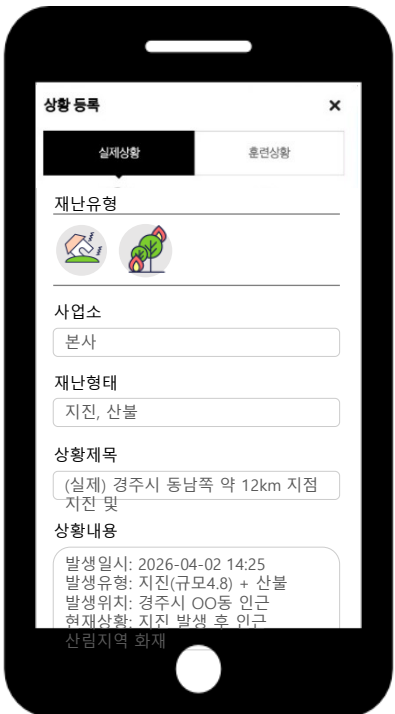 상황 등록 ×
실제상황 훈련상황
재난유형
사업소
본사
재난형태
지진, 산불
상황제목
(실제) 경주시 동남쪽 약 12km 지점
지진 및
상황내용
발생일시: 2026-04-02 14:25
발생유형: 지진(규모4.8) + 산불
발생위치: 경주시 OO동 인근
현재상황: 지진 발생 후 인근
산림지역 화재